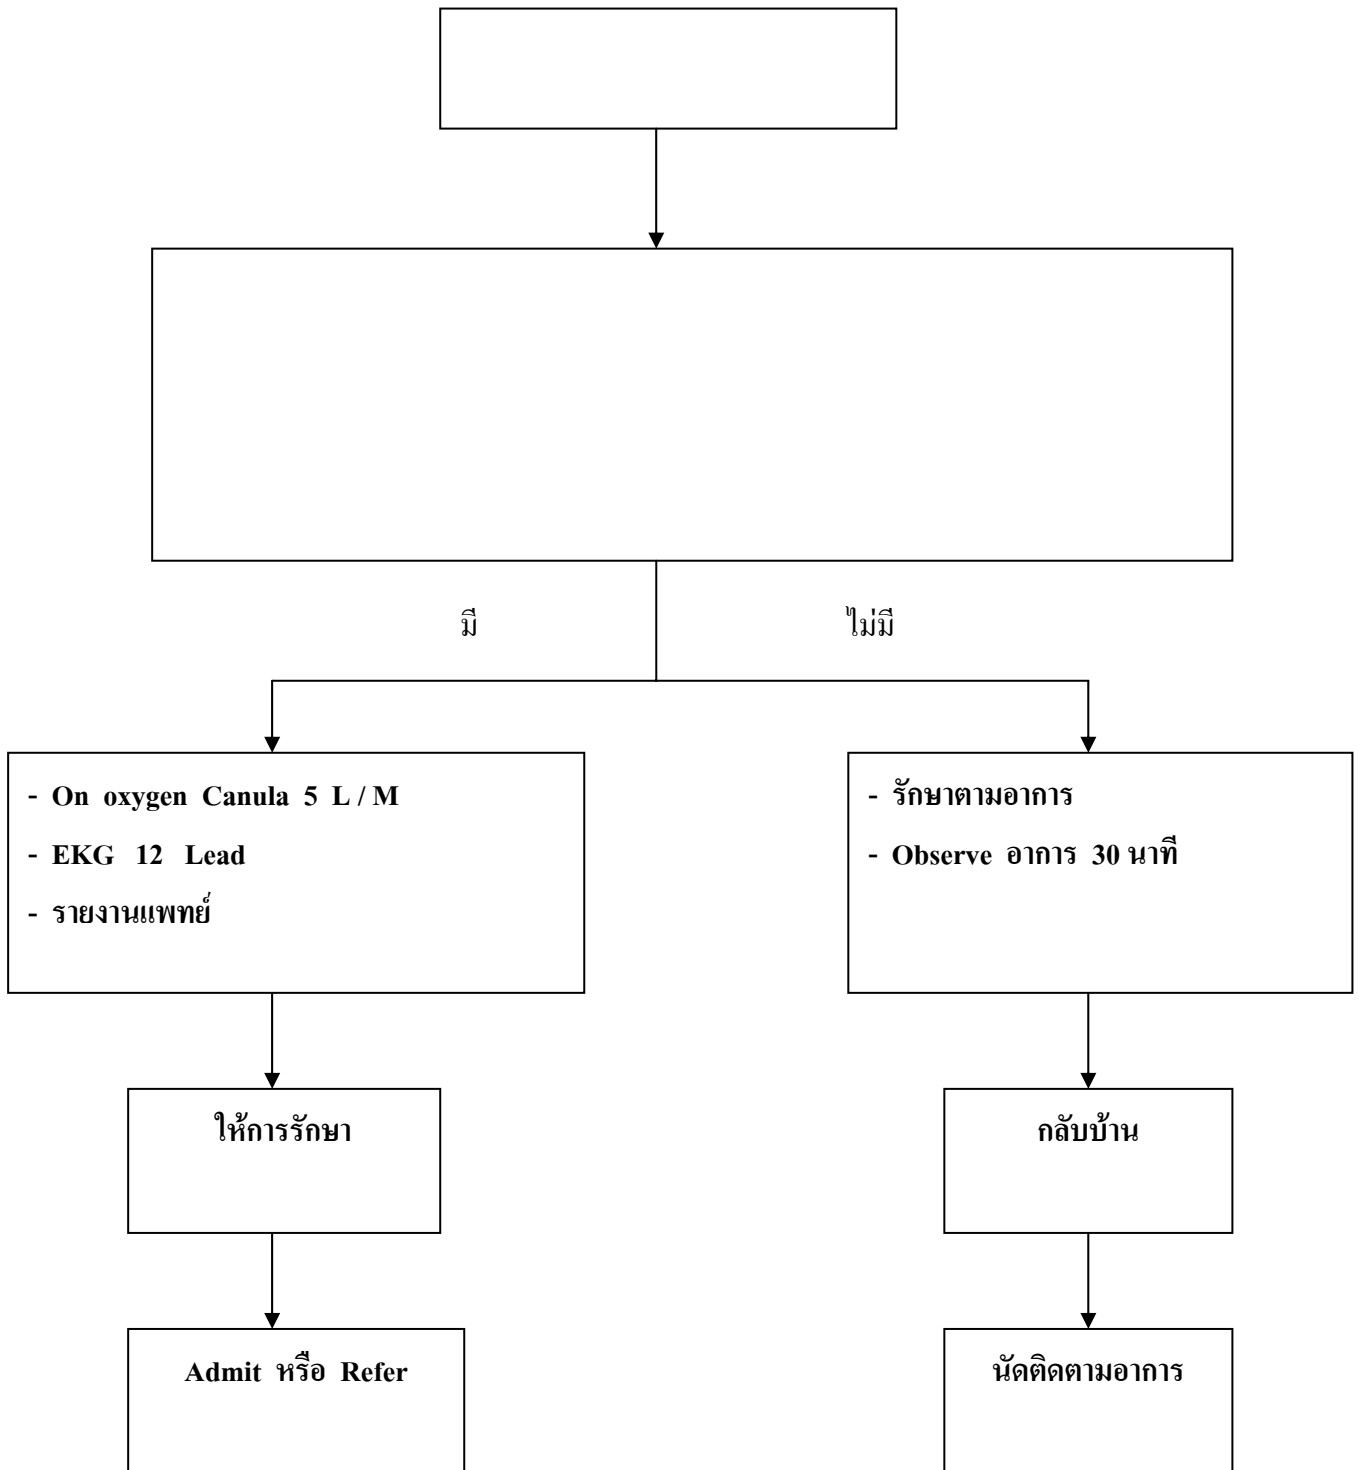 มี
ไม่มี
- On oxygen Canula 5 L / M
- EKG 12 Lead
- รายงานแพทย์
- รักษาตามอาการ
- Observe อาการ 30 นาที
ให้การรักษา
กลับบ้าน
Admit หรือ Refer
นัดติดตามอาการ